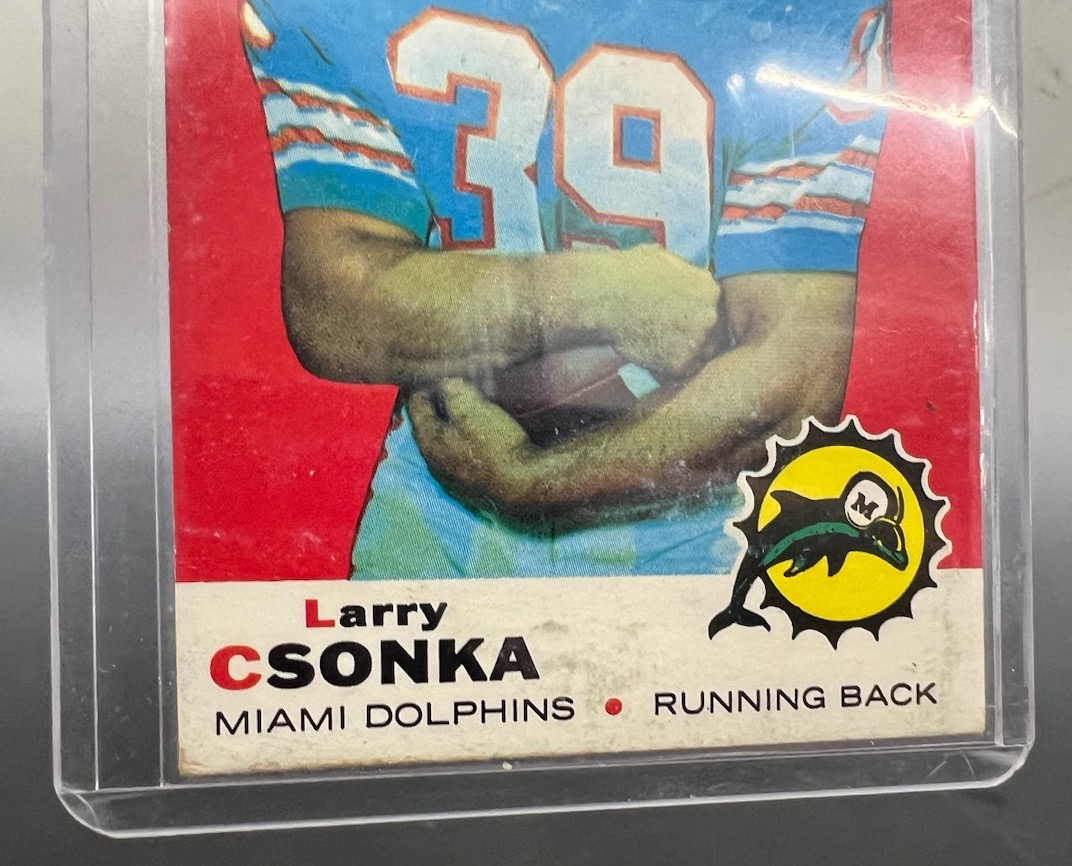 39
M
Larry
CSONKA
MIAMI DOLPHINS • RUNNING BACK